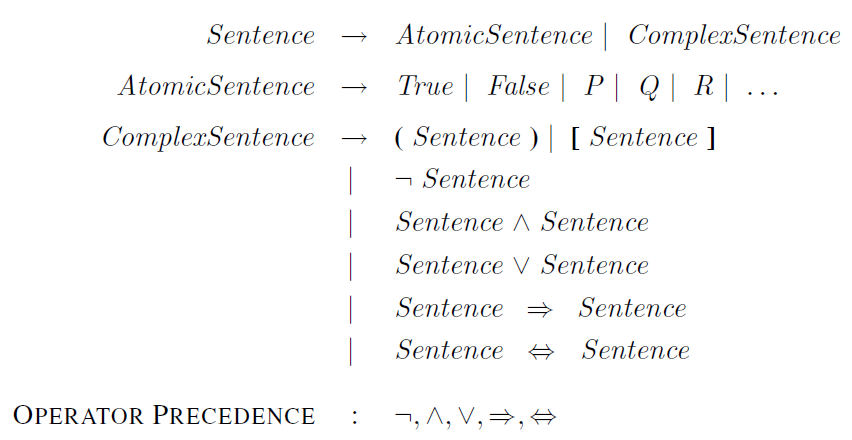 Sentence → AtomicSentence | ComplexSentence
AtomicSentence → True | False | P | Q | R | ...
ComplexSentence → ( Sentence ) | [ Sentence ]
| ¬ Sentence
| Sentence ∧ Sentence
| Sentence ∨ Sentence
| Sentence ⇒ Sentence
| Sentence ⇔ Sentence
OPERATOR PRECEDENCE : ¬, ∧, ∨, ⇒, ⇔